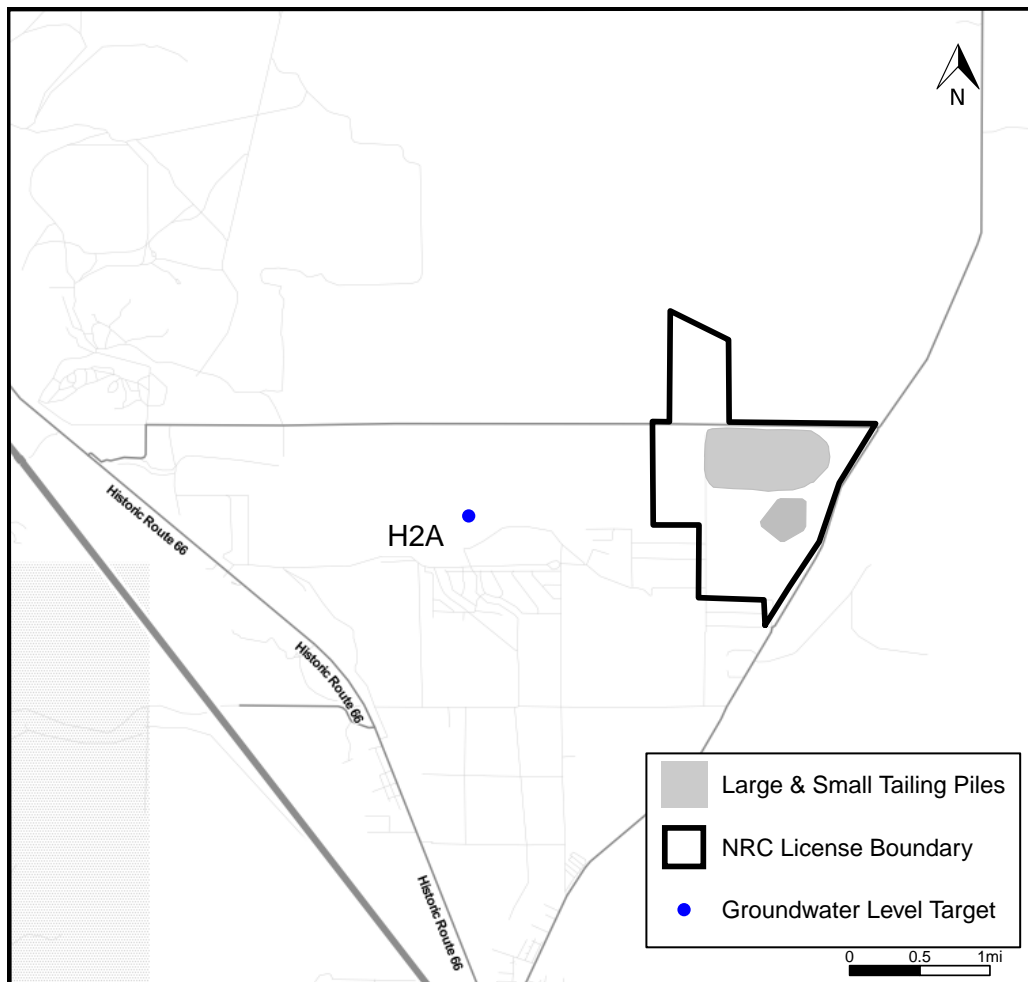 N
Historic Route 66
H2A
Historic Route 66
Historic Route 66
Large & Small Tailing Piles
NRC License Boundary
Groundwater Level Target
0 0.5 1mi